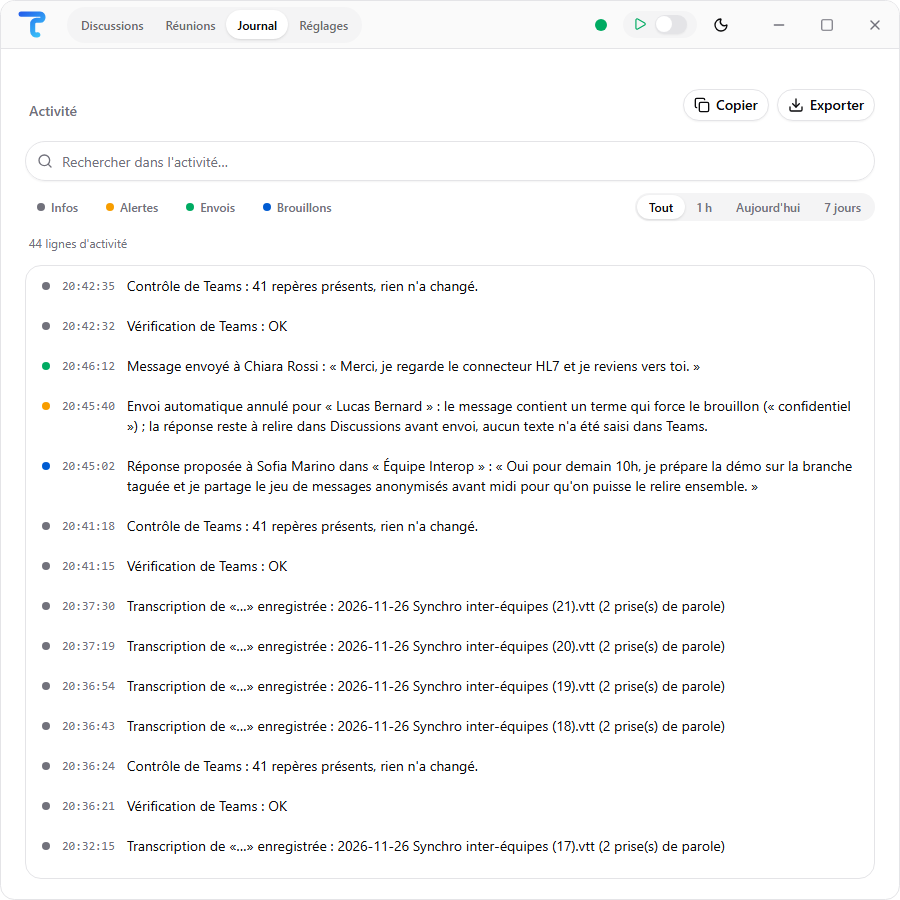 Discussions
Réunions
Journal
Réglages
Activité
Copier
Exporter
Rechercher dans l'activité...
Infos
Alertes
Envois
Brouillons
Tout
1 h
Aujourd'hui
7 jours
44 lignes d'activité
20:42:35 Contrôle de Teams : 41 repères présents, rien n'a changé.
20:42:32 Vérification de Teams : OK
20:46:12 Message envoyé à Chiara Rossi : « Merci, je regarde le connecteur HL7 et je reviens vers toi. »
20:45:40 Envoi automatique annulé pour « Lucas Bernard » : le message contient un terme qui force le brouillon (« confidentiel
») ; la réponse reste à relire dans Discussions avant envoi, aucun texte n'a été saisi dans Teams.
20:45:02 Réponse proposée à Sofia Marino dans « Équipe Interop » : « Oui pour demain 10h, je prépare la démo sur la branche
taguée et je partage le jeu de messages anonymisés avant midi pour qu'on puisse le relire ensemble. »
20:41:18 Contrôle de Teams : 41 repères présents, rien n'a changé.
20:41:15 Vérification de Teams : OK
20:37:30 Transcription de «...» enregistrée : 2026-11-26 Synchro inter-équipes (21).vtt (2 prise(s) de parole)
20:37:19 Transcription de «...» enregistrée : 2026-11-26 Synchro inter-équipes (20).vtt (2 prise(s) de parole)
20:36:54 Transcription de «...» enregistrée : 2026-11-26 Synchro inter-équipes (19).vtt (2 prise(s) de parole)
20:36:43 Transcription de «...» enregistrée : 2026-11-26 Synchro inter-équipes (18).vtt (2 prise(s) de parole)
20:36:24 Contrôle de Teams : 41 repères présents, rien n'a changé.
20:36:21 Vérification de Teams : OK
20:32:15 Transcription de «...» enregistrée : 2026-11-26 Synchro inter-équipes (17).vtt (2 prise(s) de parole)